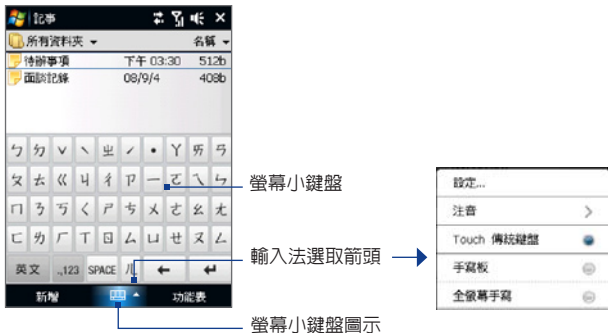 記事
所有資料夾 名稱
待辦事項 下午 03:30 512b
面談記錄 08/9/4 408b
ㄅ ㄉ ˇ ˋ ㄓ ˊ ˙ ㄚ ㄞ ㄢ
ㄆ ㄊ ㄍ ㄐ ㄔ ㄗ ㄧ ㄛ ㄟ ㄣ
ㄇ ㄋ ㄎ ㄑ ㄕ ㄘ ㄨ ㄜ ㄠ ㄤ
ㄈ ㄌ ㄏ ㄒ ㄖ ㄙ ㄩ ㄝ ㄡ ㄥ
英文 .,123 SPACE ㄦ ← ↵
新增 功能表
螢幕小鍵盤
輸入法選取箭頭
螢幕小鍵盤圖示
設定...
注音
Touch 傳統鍵盤
手寫板
全螢幕手寫